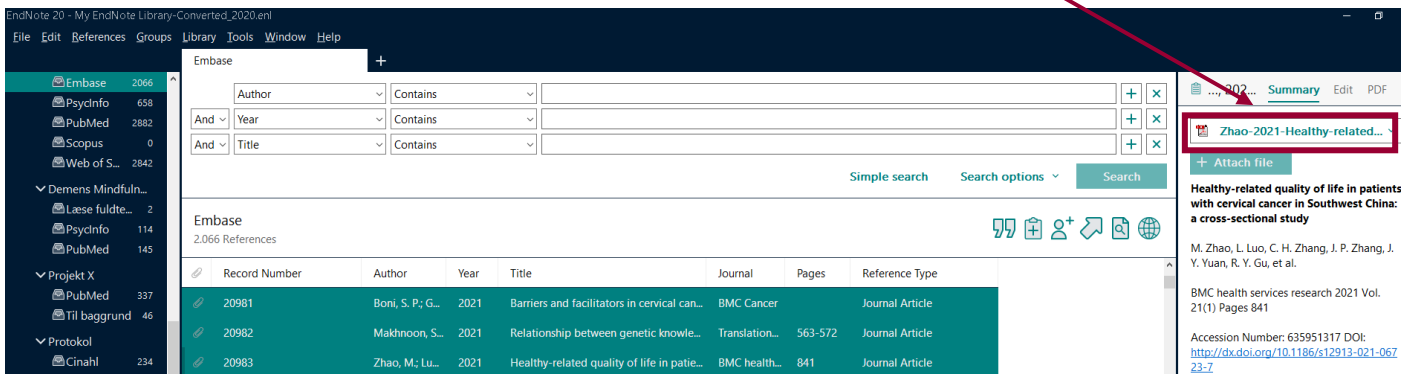 EndNote 20 - My EndNote Library-Converted_2020.enl
File Edit References Groups Library Tools Window Help
Embase +
Embase 2066
PsycInfo 658
PubMed 2882
Scopus 0
Web of S... 2842
Demens Mindfuln...
Læse fuldte... 2
PsycInfo 114
PubMed 145
Projekt X
PubMed 337
Til baggrund 46
Protokol
Cinahl 234
Author Contains
And Year Contains
And Title Contains
Simple search Search options Search
Embase
2.066 References
Record Number Author Year Title Journal Pages Reference Type
20981 Boni, S. P.; G... 2021 Barriers and facilitators in cervical can... BMC Cancer Journal Article
20982 Makhnoon, S... 2021 Relationship between genetic knowle... Translation... 563-572 Journal Article
20983 Zhao, M.; Lu... 2021 Healthy-related quality of life in patie... BMC health... 841 Journal Article
..., 202... Summary Edit PDF
Zhao-2021-Healthy-related...
+ Attach file
Healthy-related quality of life in patients
with cervical cancer in Southwest China:
a cross-sectional study
M. Zhao, L. Luo, C. H. Zhang, J. P. Zhang, J.
Y. Yuan, R. Y. Gu, et al.
BMC health services research 2021 Vol.
21(1) Pages 841
Accession Number: 635951317 DOI:
http://dx.doi.org/10.1186/s12913-021-067
23-7